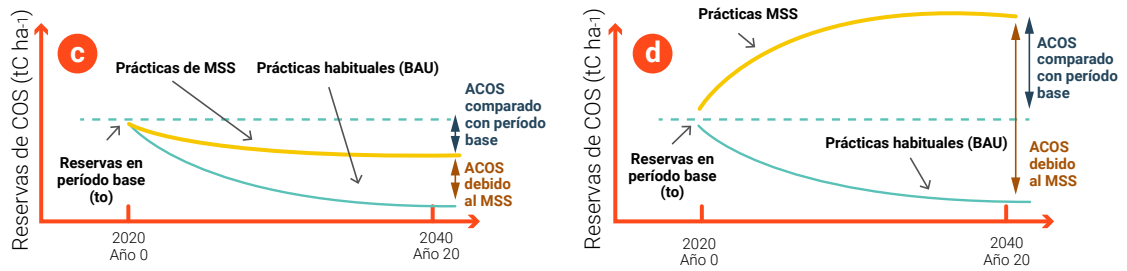 c
Reservas de COS (tC ha-1)
Prácticas de MSS
Prácticas habituales (BAU)
Reservas en
período base
(to)
ACOS
comparado
con período
base
ACOS
debido
al MSS
2020
Año 0
2040
Año 20
d
Reservas de COS (tC ha-1)
Prácticas MSS
Reservas en
período base
(to)
Prácticas habituales (BAU)
ACOS
comparado
con período
base
ACOS
debido
al MSS
2020
Año 0
2040
Año 20